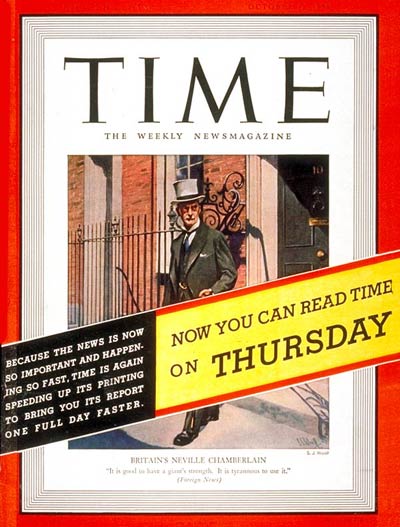 TIME
THE WEEKLY NEWSMAGAZINE
10
BECAUSE THE NEWS IS NOW
SO IMPORTANT AND HAPPEN-
ING SO FAST, TIME IS AGAIN
SPEEDING UP ITS PRINTING
TO BRING YOU ITS REPORT
ONE FULL DAY FASTER.
NOW YOU CAN READ TIME
ON THURSDAY
S. J. Woolf
BRITAIN'S NEVILLE CHAMBERLAIN
"It is good to have a giant's strength. It is tyrannous to use it."
(Foreign News)